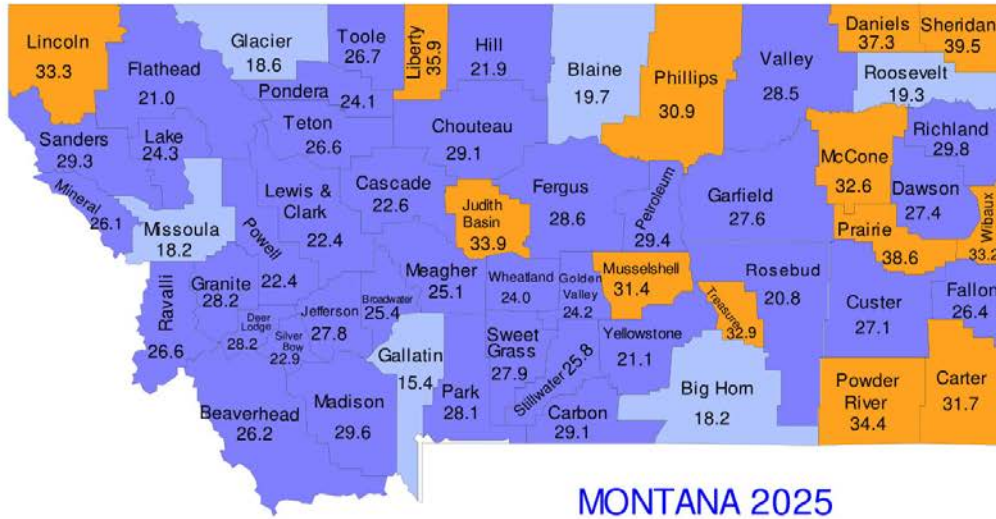 Lincoln
33.3
Flathead
21.0
Glacier
18.6
Toole
26.7
Liberty
35.9
Hill
21.9
Blaine
19.7
Phillips
30.9
Valley
28.5
Daniels
37.3
Sheridan
39.5
Roosevelt
19.3
Pondera
24.1
Teton
26.6
Chouteau
29.1
Sanders
29.3
Lake
24.3
Mineral
26.1
Missoula
18.2
Powell
22.4
Lewis &
Clark
22.4
Cascade
22.6
Judith
Basin
33.9
Fergus
28.6
Petroleum
29.4
Garfield
27.6
McCone
32.6
Richland
29.8
Dawson
27.4
Prairie
38.6
Wibaux
33.2
Ravalli
26.6
Granite
28.2
Deer
Lodge
28.2
Silver
Bow
22.9
Jefferson
27.8
Broadwater
25.4
Meagher
25.1
Wheatland
24.0
Golden
Valley
24.2
Musselshell
31.4
Treasure
32.9
Rosebud
20.8
Custer
27.1
Fallon
26.4
Beaverhead
26.2
Madison
29.6
Gallatin
15.4
Park
28.1
Sweet
Grass
27.9
Stillwater 25.8
Yellowstone
21.1
Carbon
29.1
Big Horn
18.2
Powder
River
34.4
Carter
31.7
MONTANA 2025